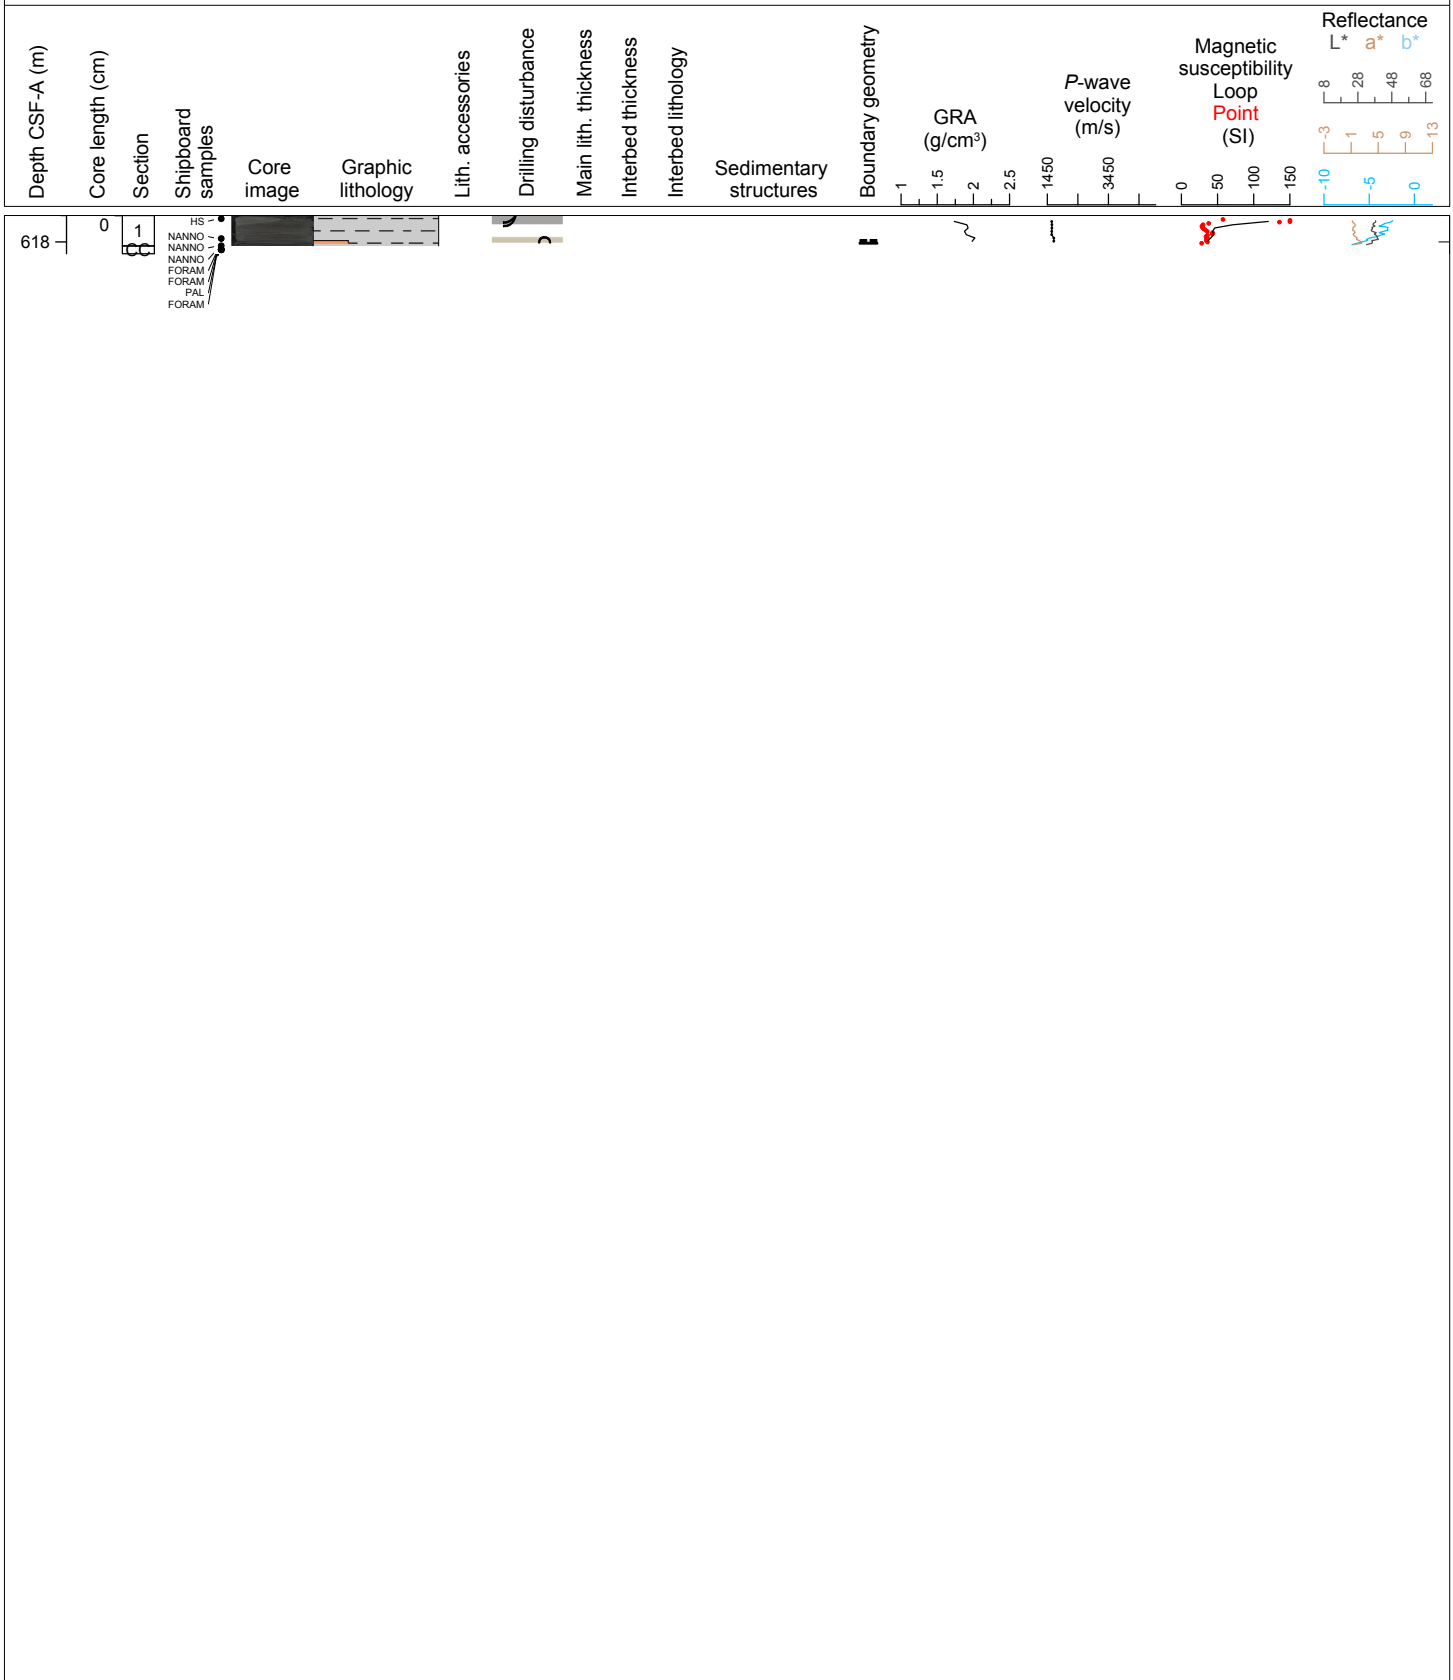 Depth CSF-A (m)
Core length (cm)
Section
Shipboard
samples
Core
image
Graphic
lithology
Lith. accessories
Drilling disturbance
Main lith. thickness
Interbed thickness
Interbed lithology
Sedimentary
structures
Boundary geometry
GRA
(g/cm³)
1
1.5
2
2.5
P-wave
velocity
(m/s)
1450
3450
Magnetic
susceptibility
Loop
Point
(SI)
0
50
100
150
Reflectance
L* a* b*
8
28
48
68
-3
1
5
9
13
-10
-5
0
618
0
1
CC
HS
NANNO
NANNO
NANNO
FORAM
FORAM
PAL
FORAM